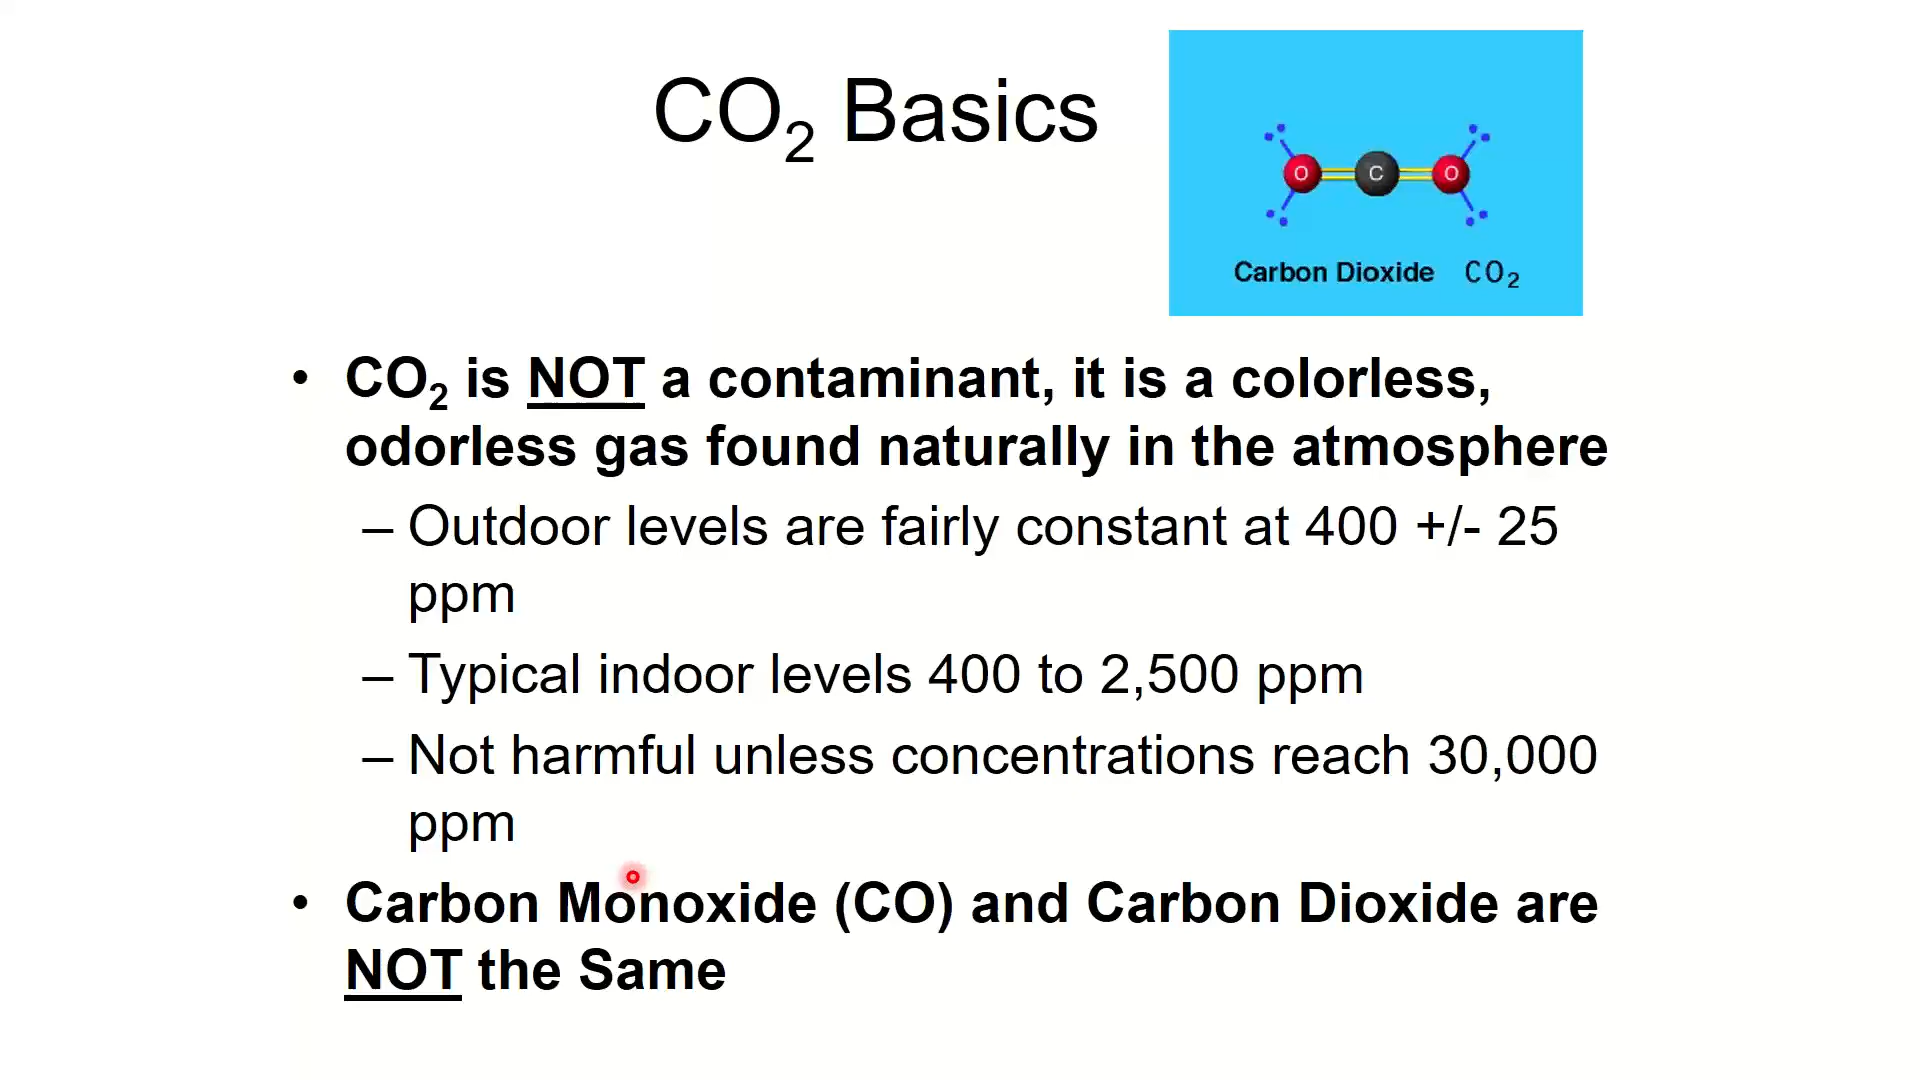 CO₂ Basics
O C O
Carbon Dioxide CO₂
• CO₂ is NOT a contaminant, it is a colorless,
odorless gas found naturally in the atmosphere
– Outdoor levels are fairly constant at 400 +/- 25
ppm
– Typical indoor levels 400 to 2,500 ppm
– Not harmful unless concentrations reach 30,000
ppm
• Carbon Monoxide (CO) and Carbon Dioxide are
NOT the Same